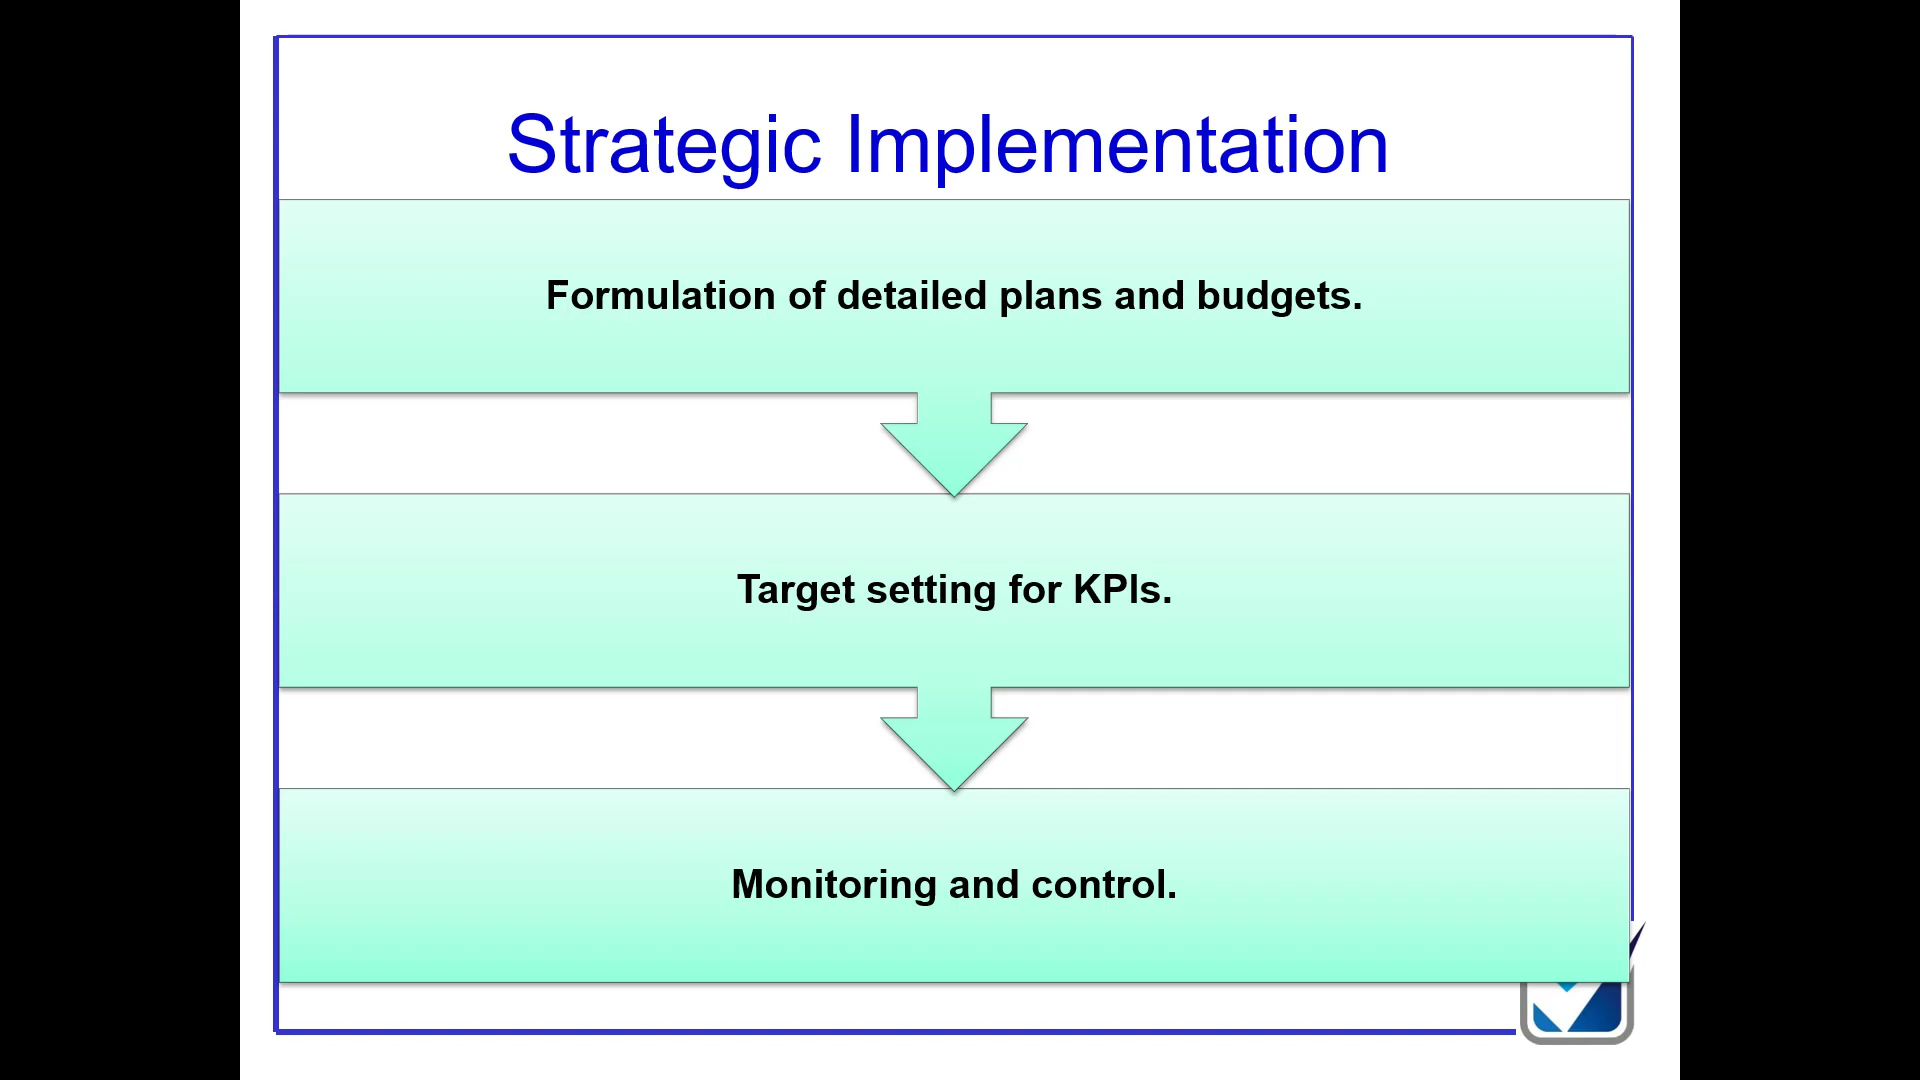 Strategic Implementation
Formulation of detailed plans and budgets.
Target setting for KPIs.
Monitoring and control.